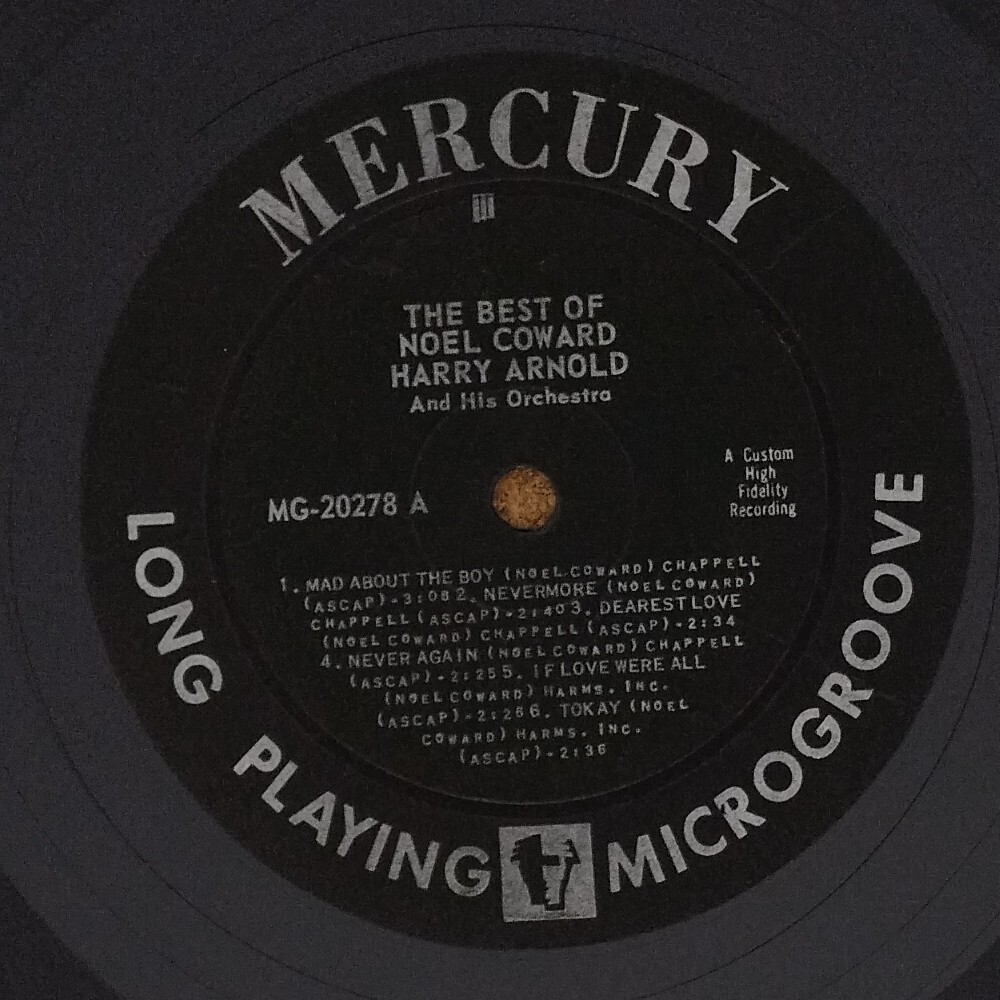 MERCURY
THE BEST OF
NOEL COWARD
HARRY ARNOLD
And His Orchestra
A Custom
High
Fidelity
Recording
MG-20278 A
1. MAD ABOUT THE BOY (NOEL COWARD) CHAPPELL
(ASCAP)-3:08 2. NEVERMORE (NOEL COWARD)
CHAPPELL (ASCAP)-2:40 3. DEAREST LOVE
(NOEL COWARD) CHAPPELL (ASCAP)-2:34
4. NEVER AGAIN (NOEL COWARD) CHAPPELL
(ASCAP)-2:25 5. IF LOVE WERE ALL
(NOEL COWARD) HARMS, INC.
(ASCAP)-2:26 6. TOKAY (NOEL
COWARD) HARMS, INC.
(ASCAP)-2:36
LONG PLAYING MICROGROOVE